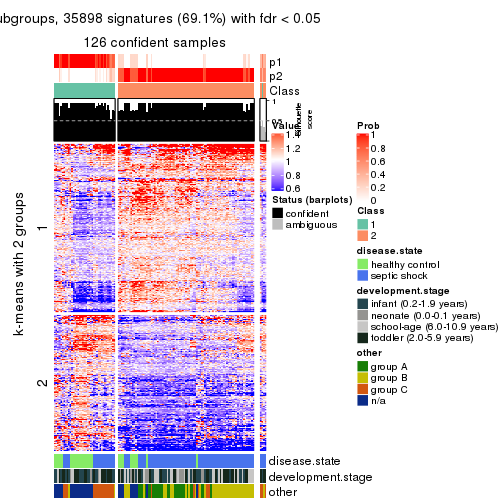 ubgroups, 35898 signatures (69.1%) with fdr < 0.05
126 confident samples
p1
p2
Class
1
0.5
Silhouette
score
k-means with 2 groups
1
2
Value
1.4
1.2
1
0.8
0.6
Status (barplots)
confident
ambiguous
Prob
1
0.8
0.6
0.4
0.2
0
Class
1
2
disease.state
healthy control
septic shock
development.stage
infant (0.2-1.9 years)
neonate (0.0-0.1 years)
school-age (6.0-10.9 years)
toddler (2.0-5.9 years)
other
group A
group B
group C
n/a
disease.state
development.stage
other